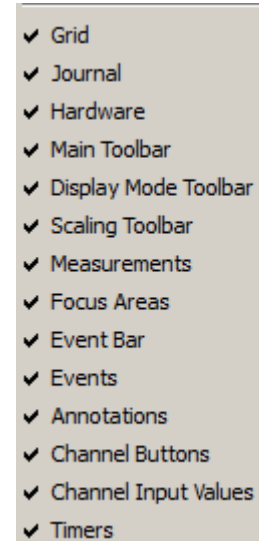 Grid
Journal
Hardware
Main Toolbar
Display Mode Toolbar
Scaling Toolbar
Measurements
Focus Areas
Event Bar
Events
Annotations
Channel Buttons
Channel Input Values
Timers